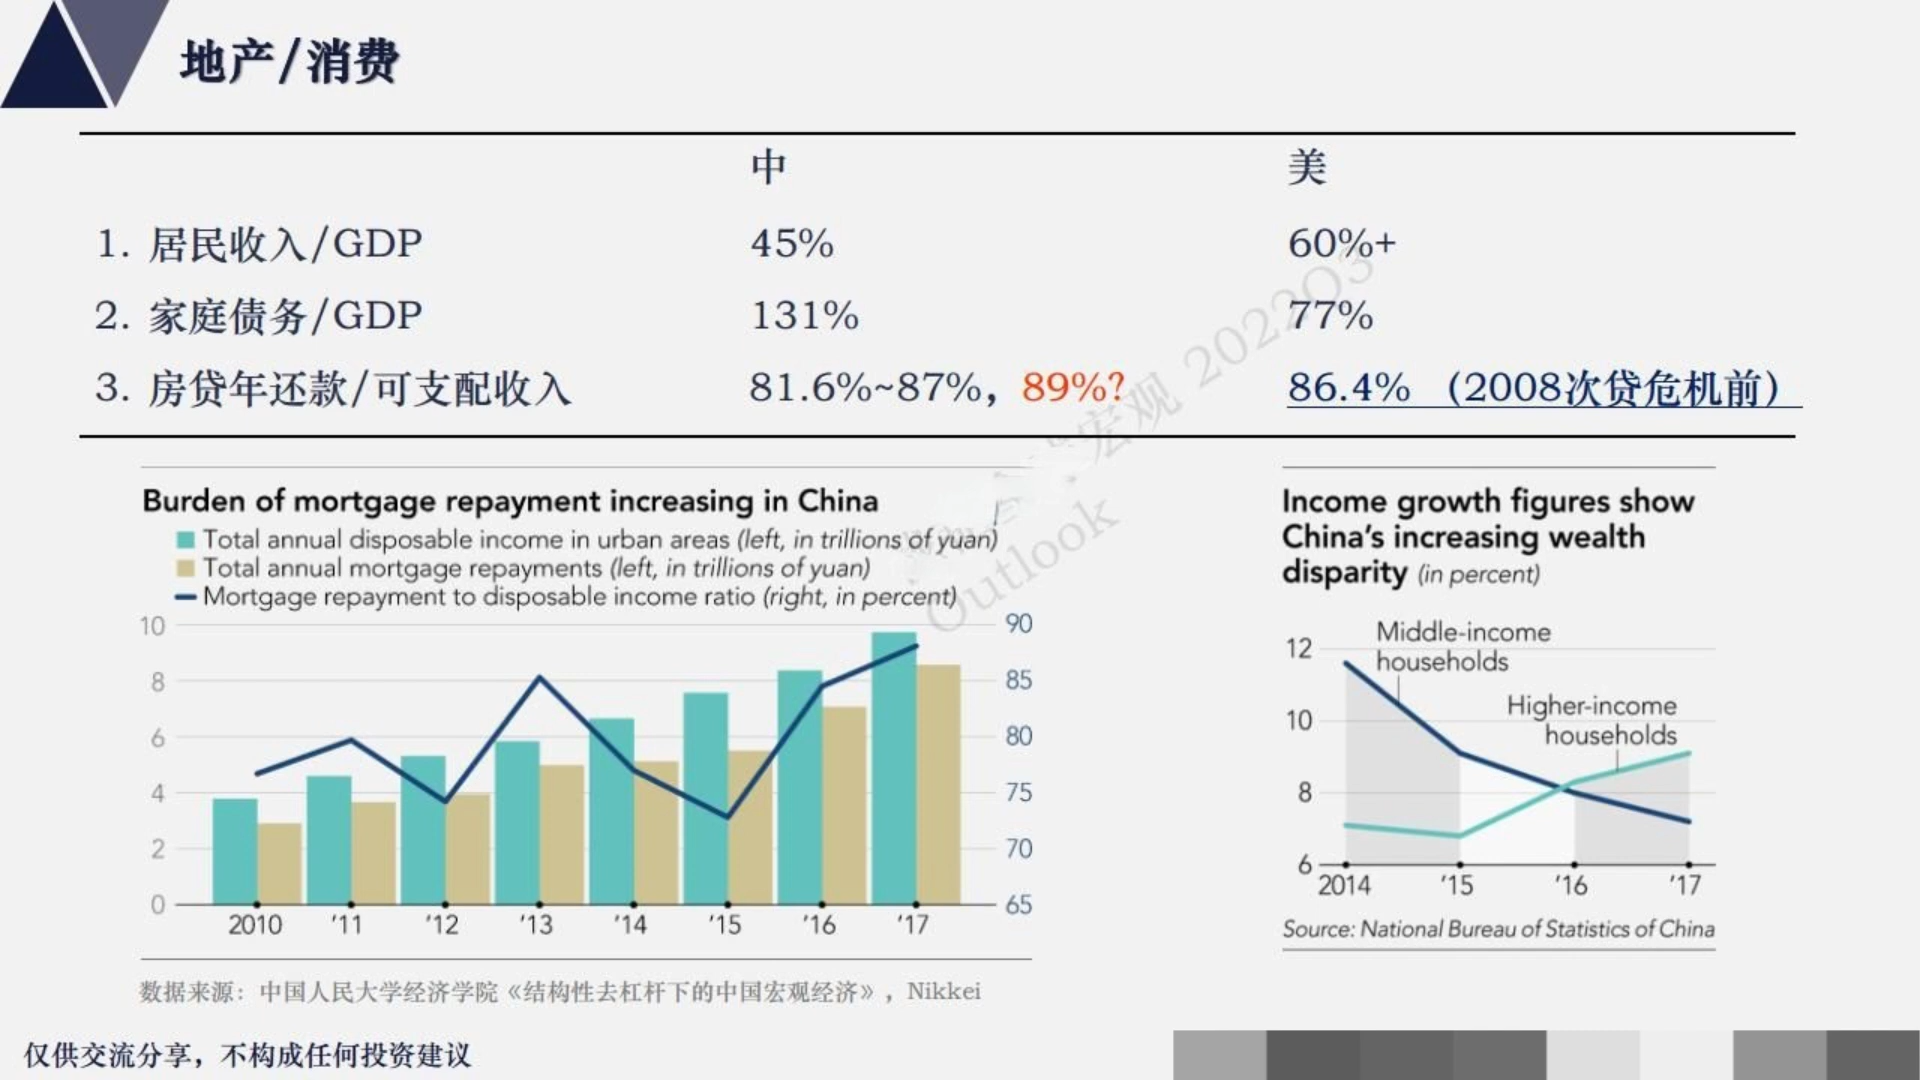 地产/消费
中 美
1. 居民收入/GDP 45% 60%+
2. 家庭债务/GDP 131% 77%
3. 房贷年还款/可支配收入 81.6%~87%，89%? 86.4% （2008次贷危机前）
宏观 2022Q3
Outlook
Burden of mortgage repayment increasing in China
Total annual disposable income in urban areas (left, in trillions of yuan)
Total annual mortgage repayments (left, in trillions of yuan)
Mortgage repayment to disposable income ratio (right, in percent)
10 90
8 85
6 80
4 75
2 70
0 65
2010 '11 '12 '13 '14 '15 '16 '17
Income growth figures show
China's increasing wealth
disparity (in percent)
Middle-income
households
Higher-income
households
12
10
8
6
2014 '15 '16 '17
Source: National Bureau of Statistics of China
数据来源：中国人民大学经济学院《结构性去杠杆下的中国宏观经济》，Nikkei
仅供交流分享，不构成任何投资建议